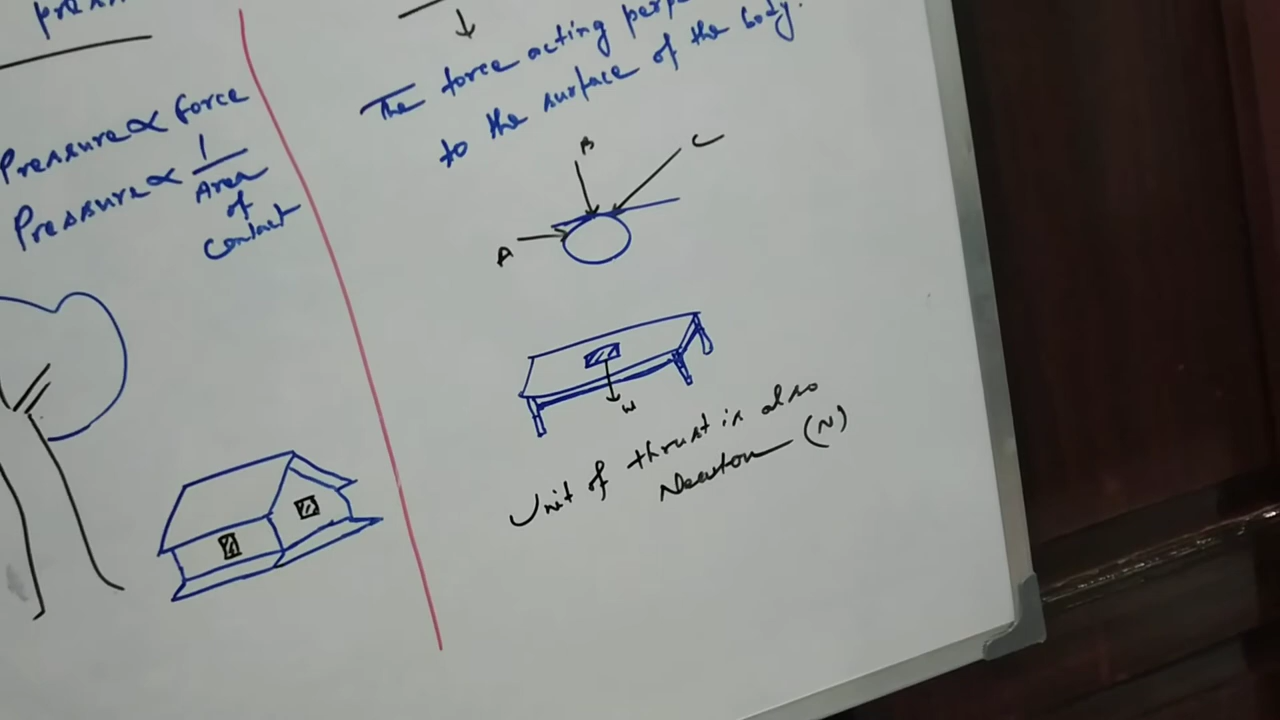 Pressure ∝ force
Pressure ∝ 1
Area
of
contact
The force acting
to the surface of the body.
A
B
C
W
Unit of thrust is also
Newton (N)